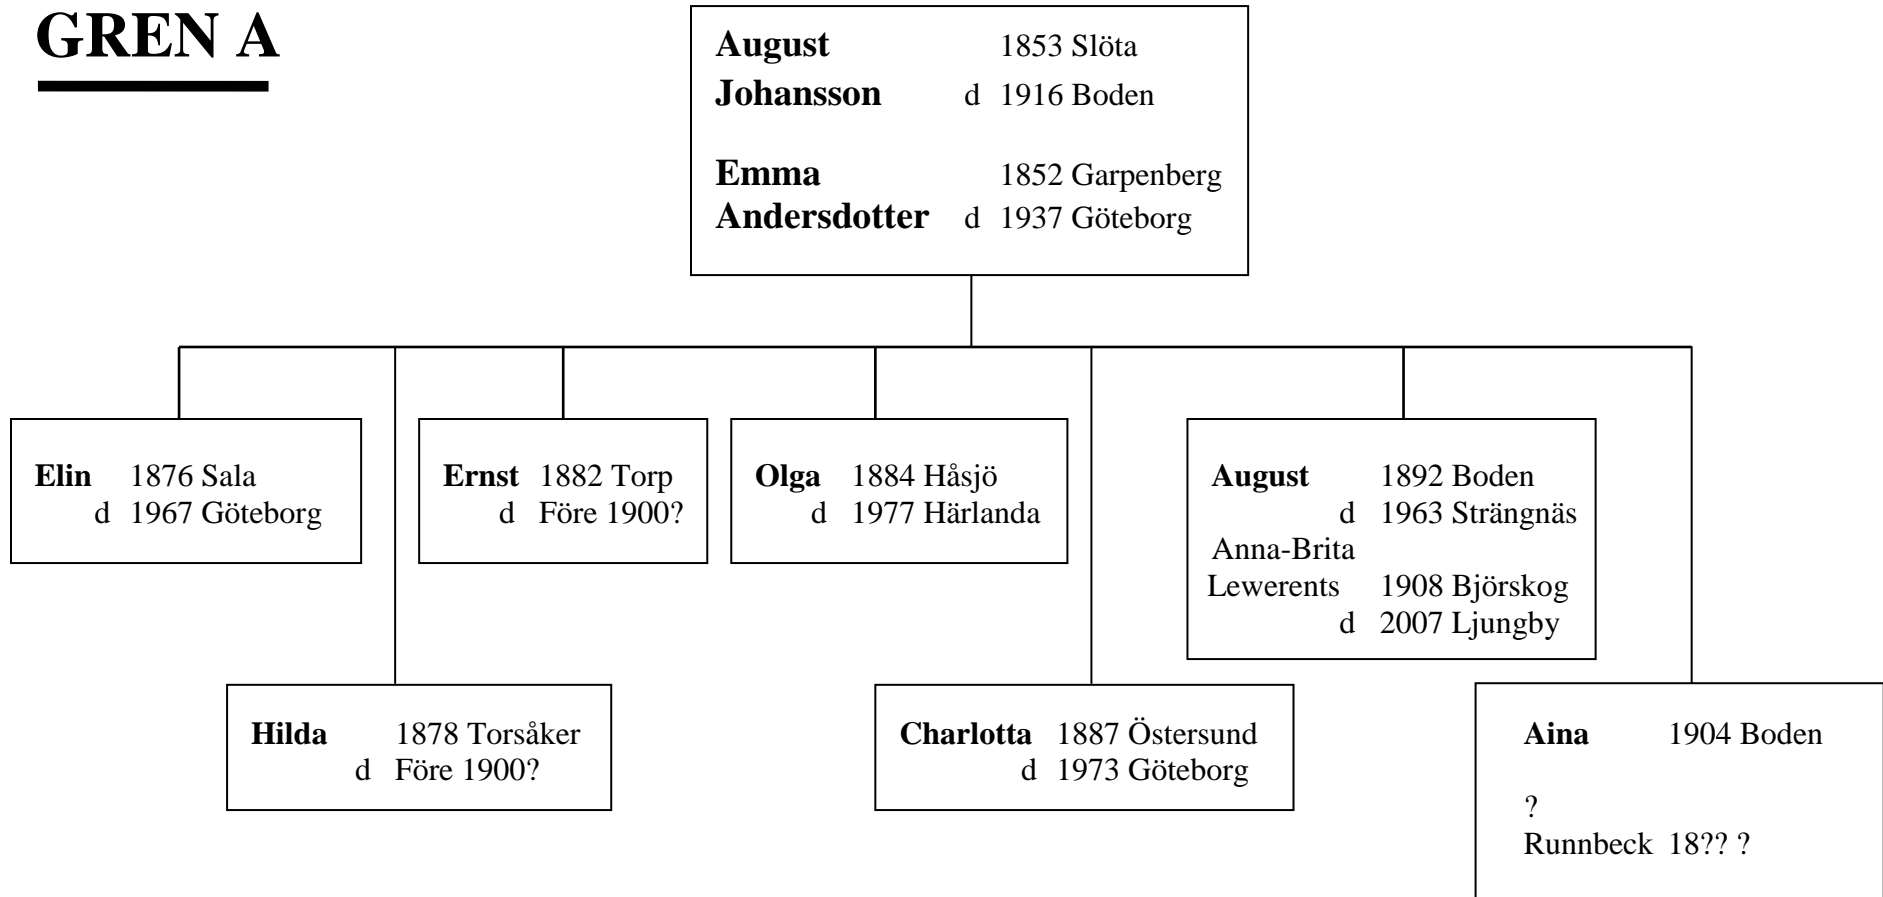 GREN A
August 1853 Slöta
Johansson d 1916 Boden
Emma 1852 Garpenberg
Andersdotter d 1937 Göteborg
Elin 1876 Sala
d 1967 Göteborg
Ernst 1882 Torp
d Före 1900?
Olga 1884 Håsjö
d 1977 Härlanda
August 1892 Boden
d 1963 Strängnäs
Anna-Brita
Lewerents 1908 Björskog
d 2007 Ljungby
Hilda 1878 Torsåker
d Före 1900?
Charlotta 1887 Östersund
d 1973 Göteborg
Aina 1904 Boden
?
Runnbeck 18?? ?